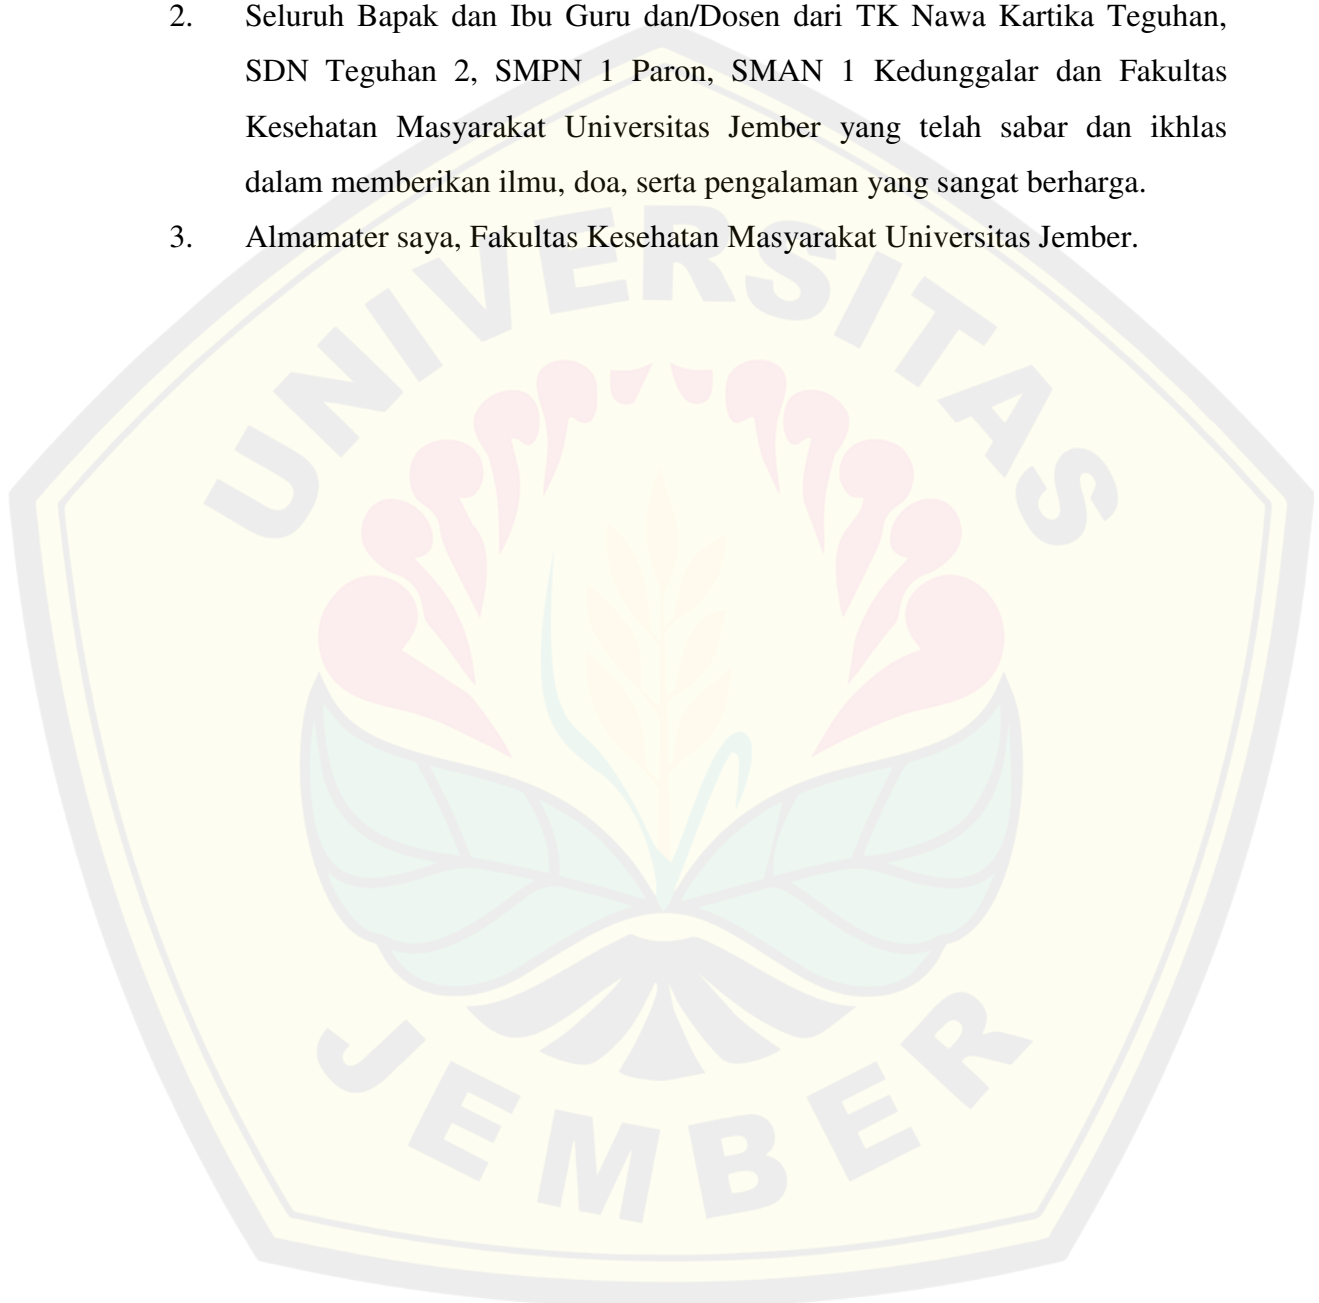 2. Seluruh Bapak dan Ibu Guru dan/Dosen dari TK Nawa Kartika Teguhan,
SDN Teguhan 2, SMPN 1 Paron, SMAN 1 Kedunggalar dan Fakultas
Kesehatan Masyarakat Universitas Jember yang telah sabar dan ikhlas
dalam memberikan ilmu, doa, serta pengalaman yang sangat berharga.
3. Almamater saya, Fakultas Kesehatan Masyarakat Universitas Jember.
UNIVERSITAS
JEMBER